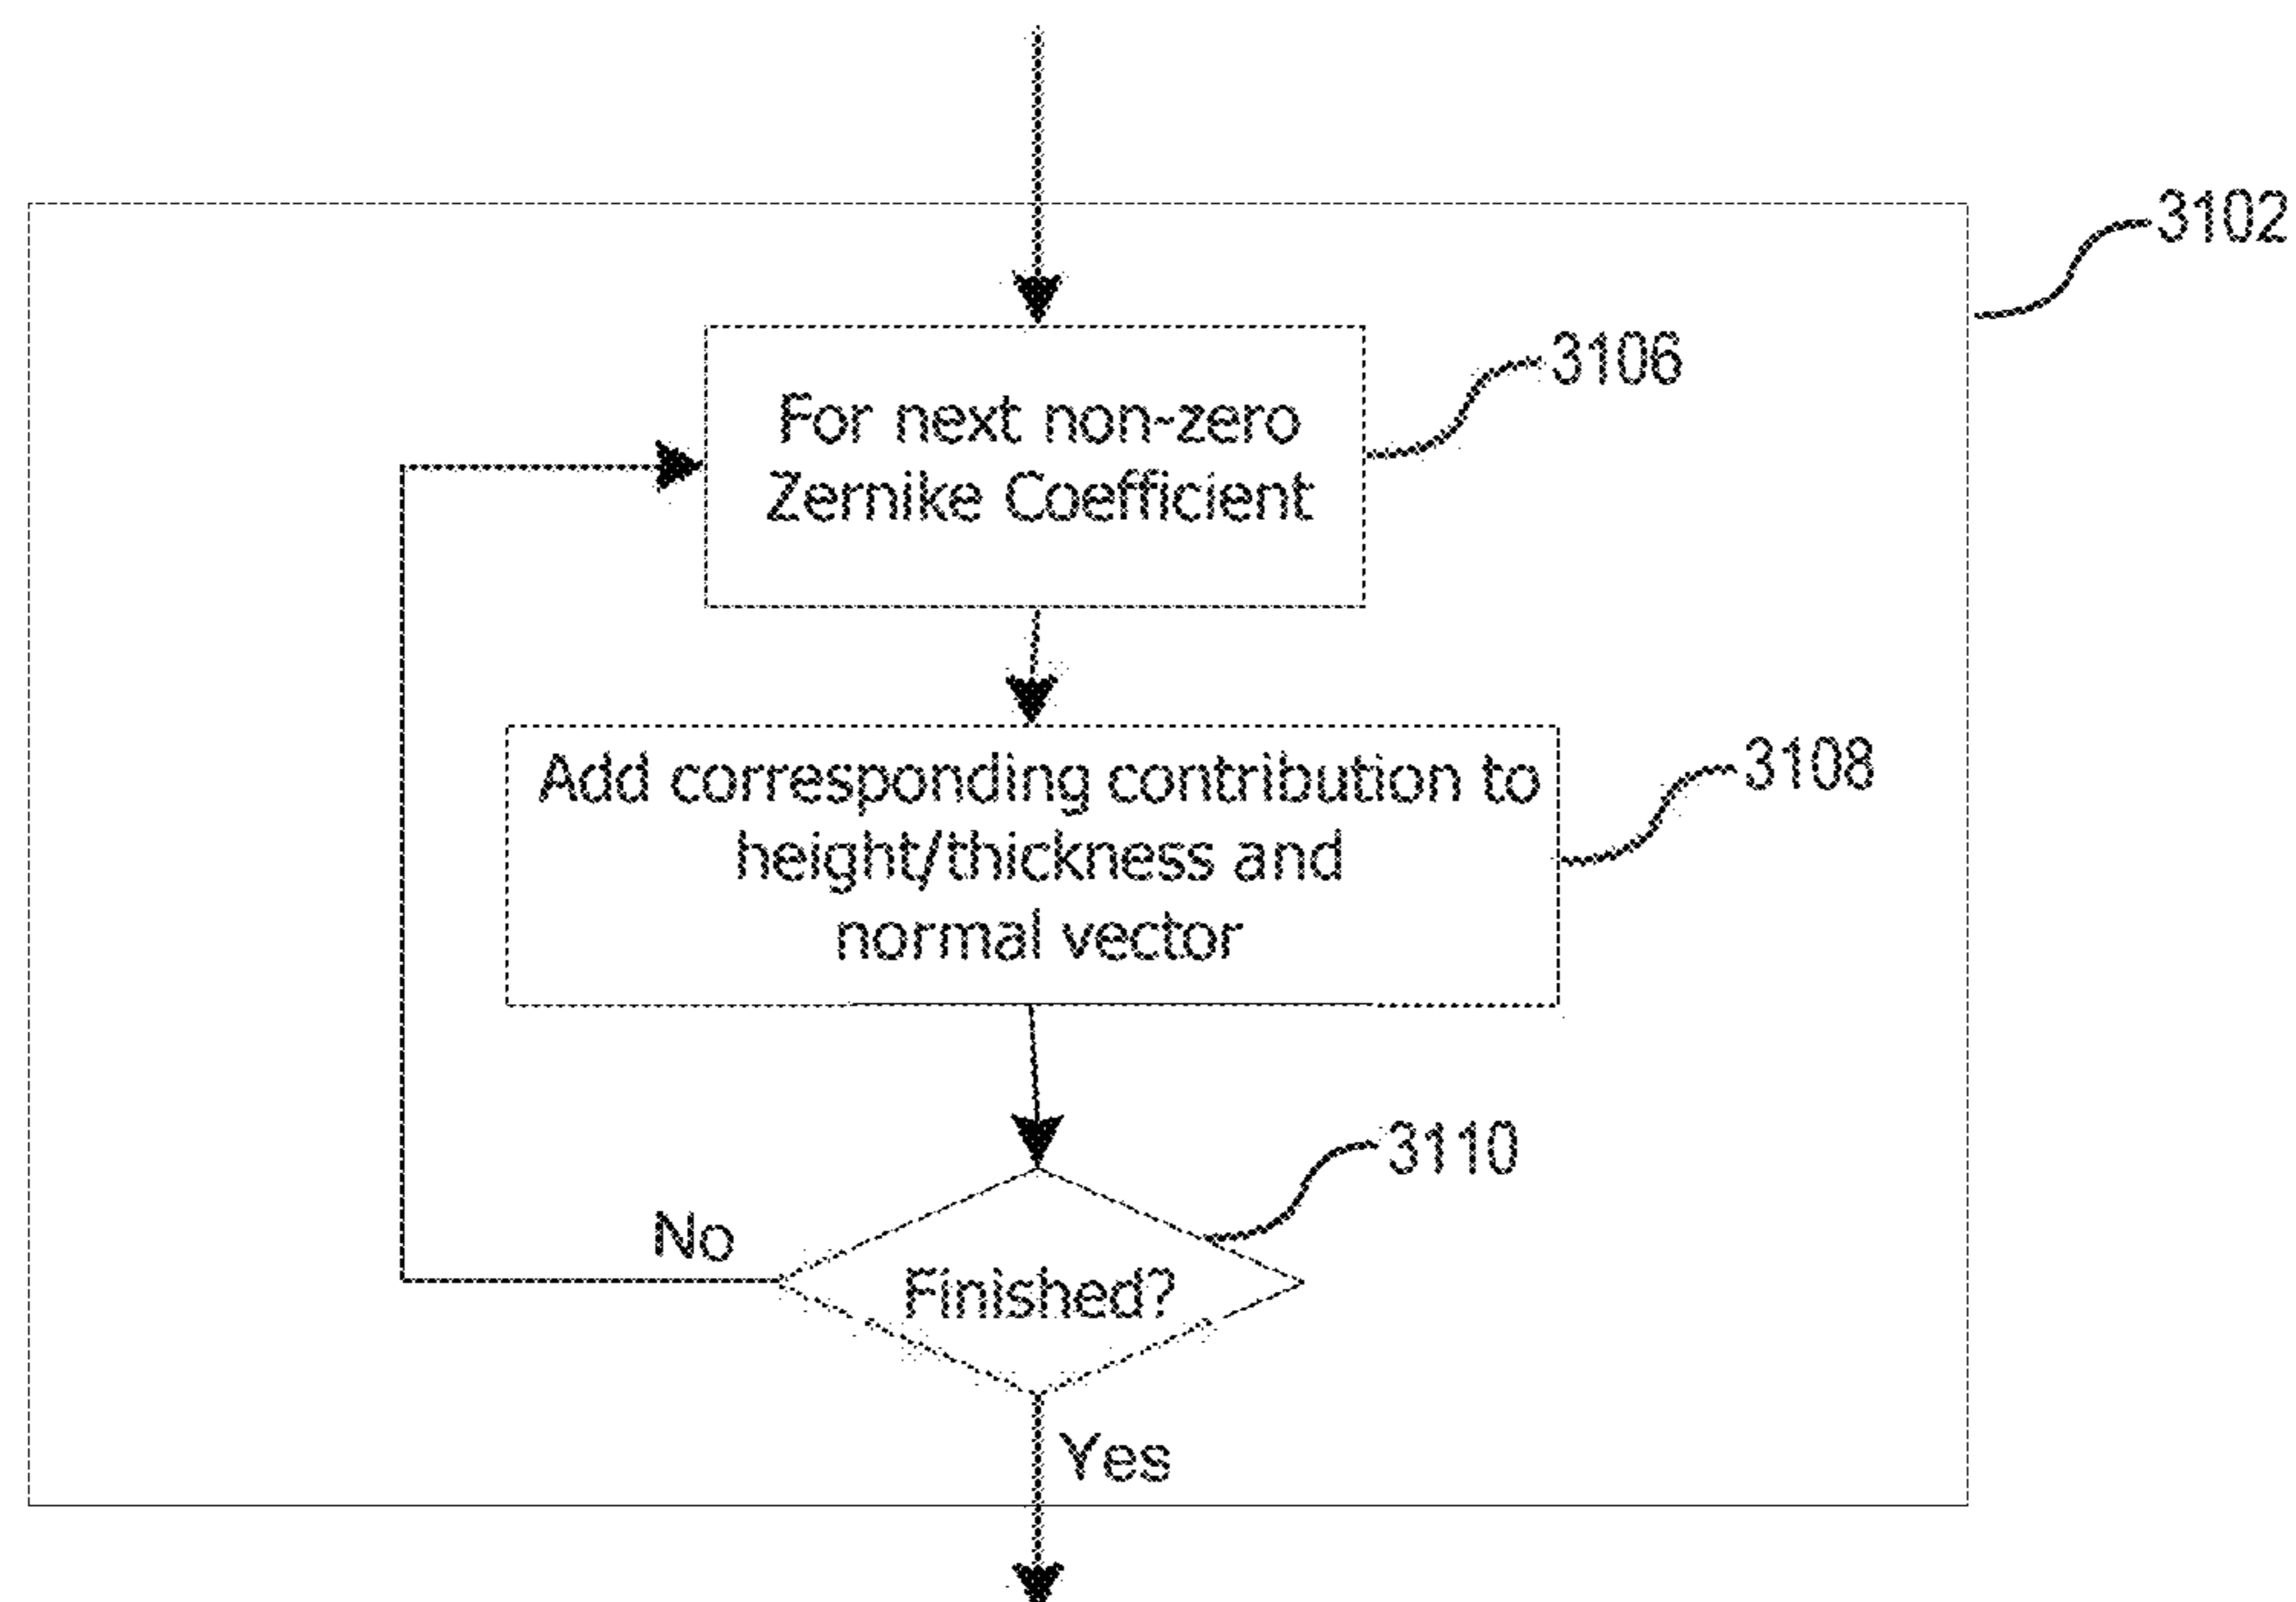 3102
3106
For next non-zero
Zernike Coefficient
3108
Add corresponding contribution to
height/thickness and
normal vector
3110
No
Finished?
Yes